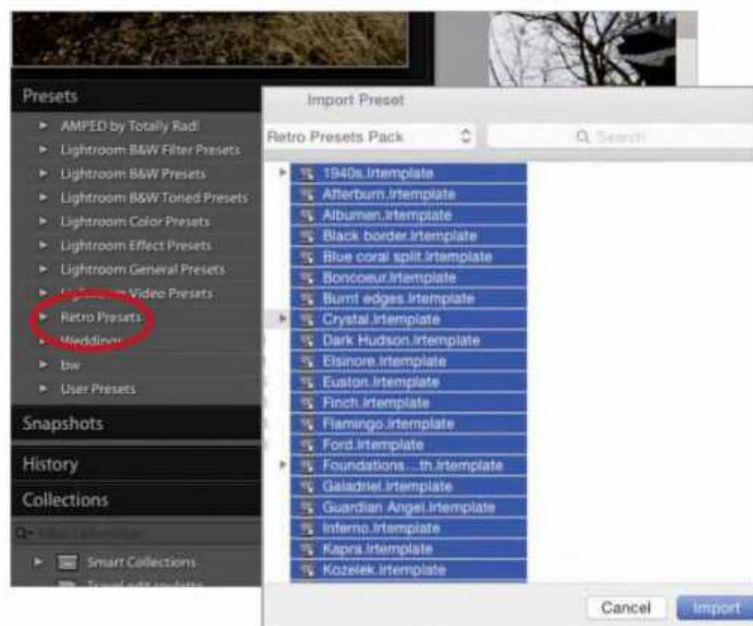 Presets
AMPED by Totally Rad!
Lightroom B&W Filter Presets
Lightroom B&W Presets
Lightroom B&W Toned Presets
Lightroom Color Presets
Lightroom Effect Presets
Lightroom General Presets
Lightroom Video Presets
Retro Presets
Weddings
bw
User Presets
Snapshots
History
Collections
Smart Collections
Import Preset
Retro Presets Pack
Search
1940s.lrtemplate
Afterburn.lrtemplate
Albumen.lrtemplate
Black border.lrtemplate
Blue coral split.lrtemplate
Boncoeur.lrtemplate
Burnt edges.lrtemplate
Crystal.lrtemplate
Dark Hudson.lrtemplate
Elsinore.lrtemplate
Euston.lrtemplate
Finch.lrtemplate
Flamingo.lrtemplate
Ford.lrtemplate
Foundations...th.lrtemplate
Galadriel.lrtemplate
Guardian Angel.lrtemplate
Inferno.lrtemplate
Kapra.lrtemplate
Kozelek.lrtemplate
Cancel
Import